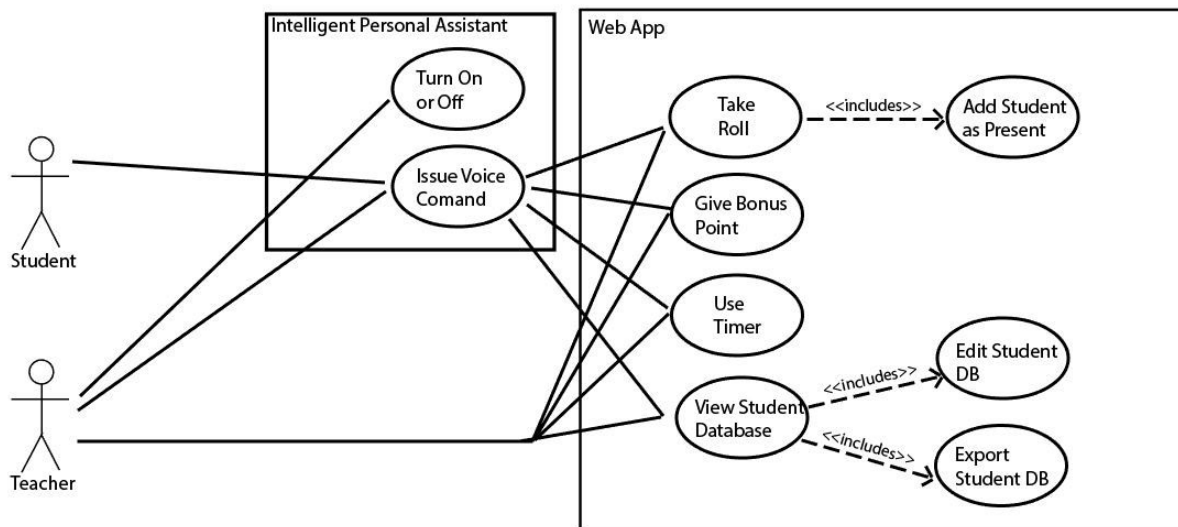 Intelligent Personal Assistant
Turn On
or Off
Issue Voice
Comand
Student
Teacher
Web App
Take
Roll
<<includes>>
Add Student
as Present
Give Bonus
Point
Use
Timer
View Student
Database
<<includes>>
Edit Student
DB
<<includes>>
Export
Student DB